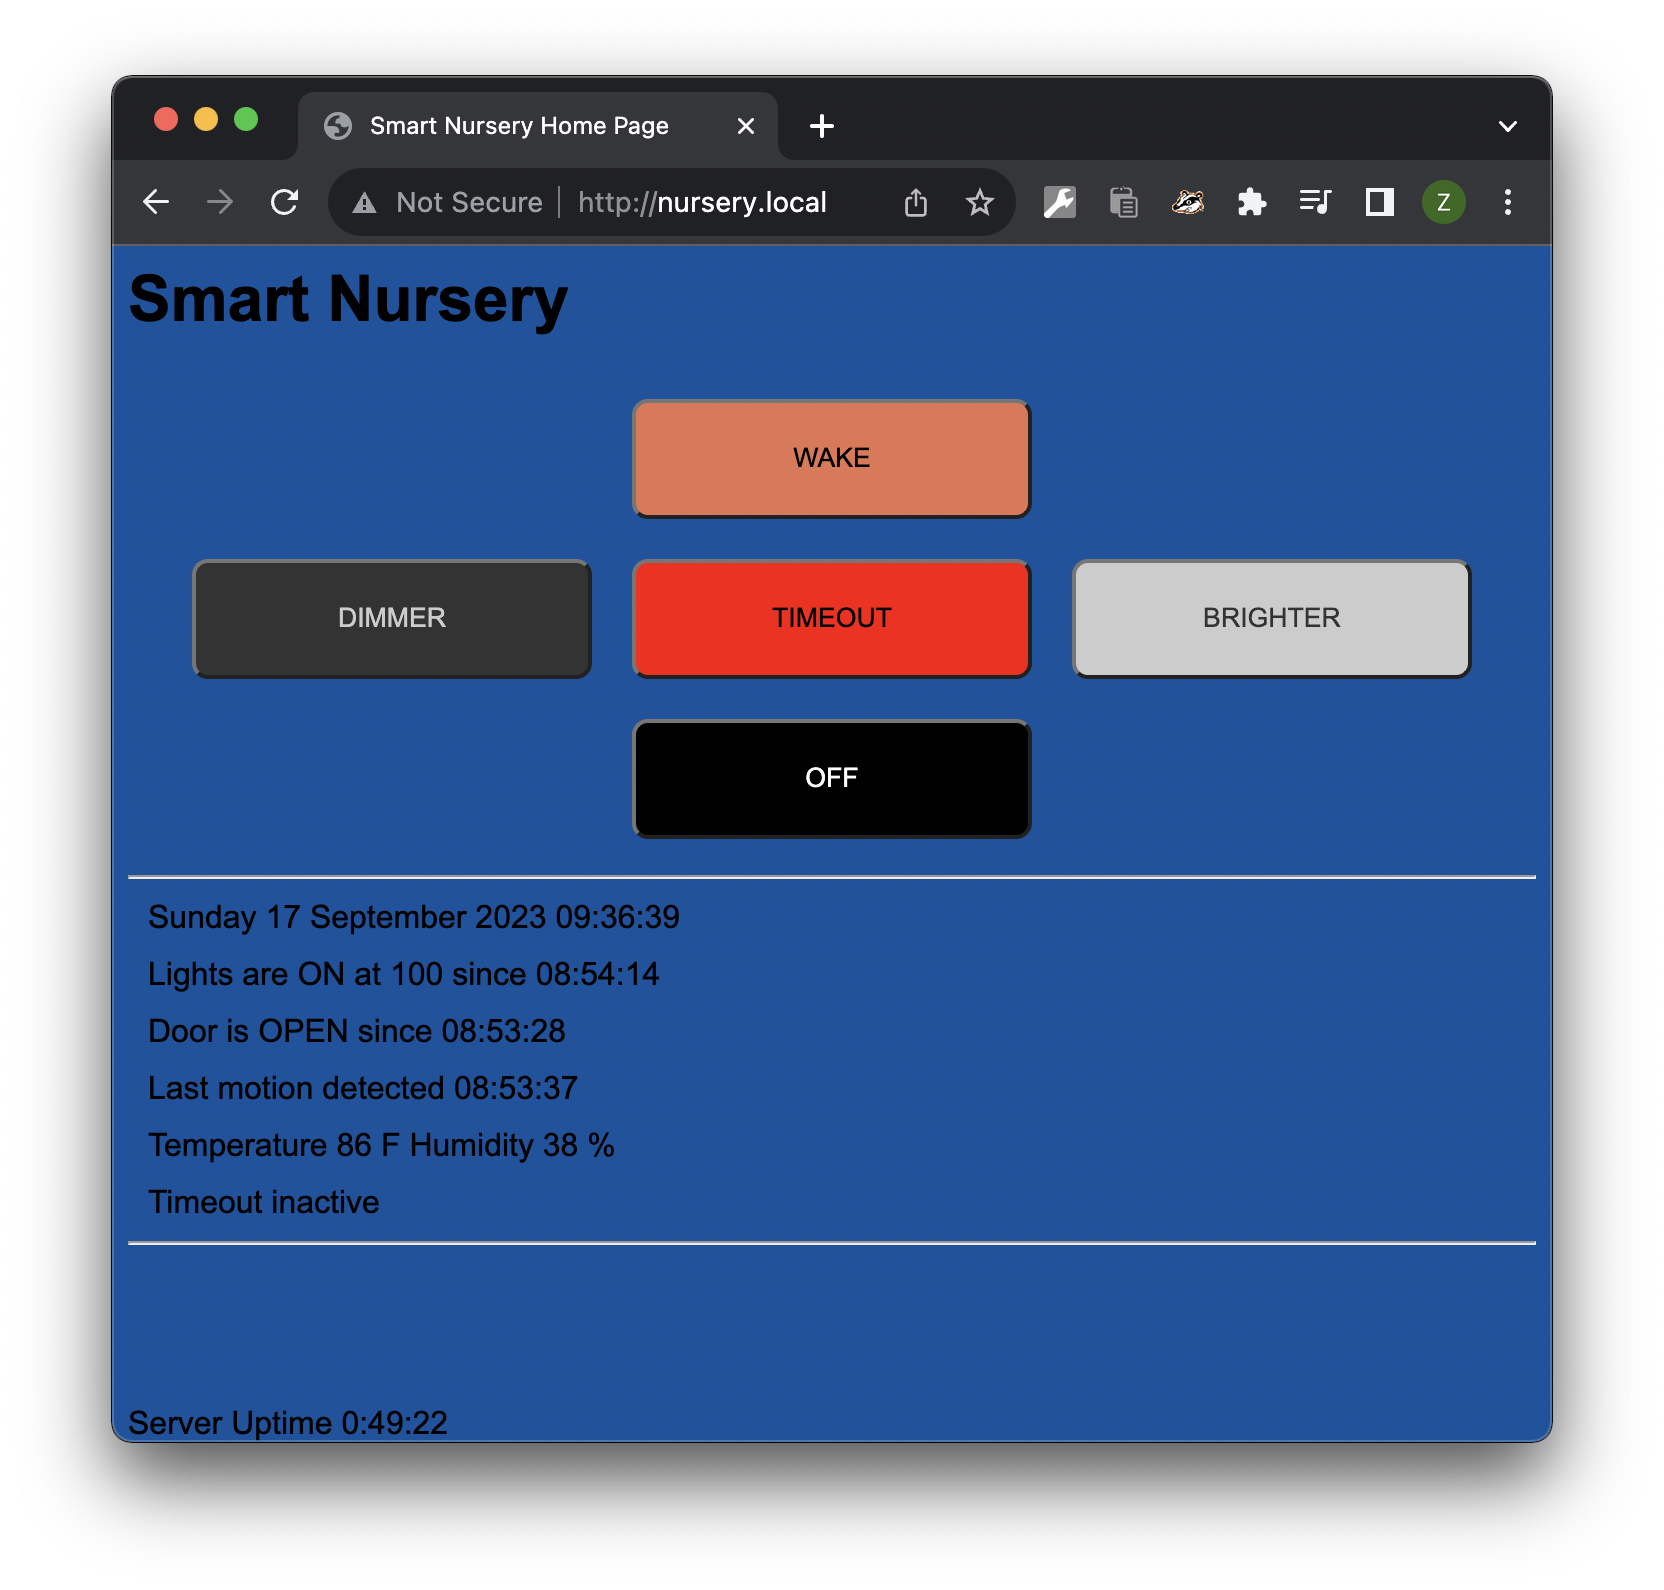 Smart Nursery Home Page
Not Secure http://nursery.local
Z
Smart Nursery
WAKE
DIMMER TIMEOUT BRIGHTER
OFF
Sunday 17 September 2023 09:36:39
Lights are ON at 100 since 08:54:14
Door is OPEN since 08:53:28
Last motion detected 08:53:37
Temperature 86 F Humidity 38 %
Timeout inactive
Server Uptime 0:49:22